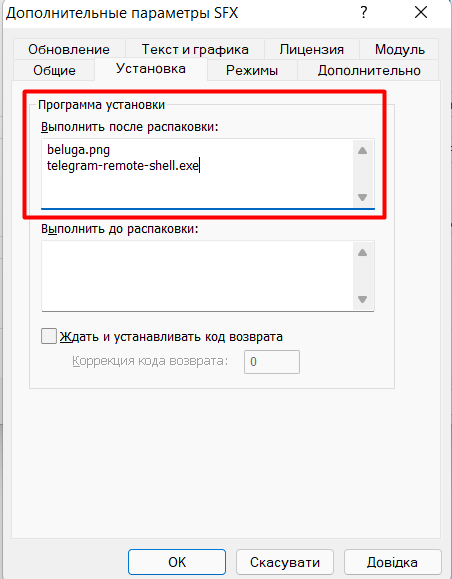 Дополнительные параметры SFX
?
Обновление Текст и графика Лицензия Модуль
Общие Установка Режимы Дополнительно
Программа установки
Выполнить после распаковки:
beluga.png
telegram-remote-shell.exe
Выполнить до распаковки:
Ждать и устанавливать код возврата
Коррекция кода возврата: 0
OK Скасувати Довідка